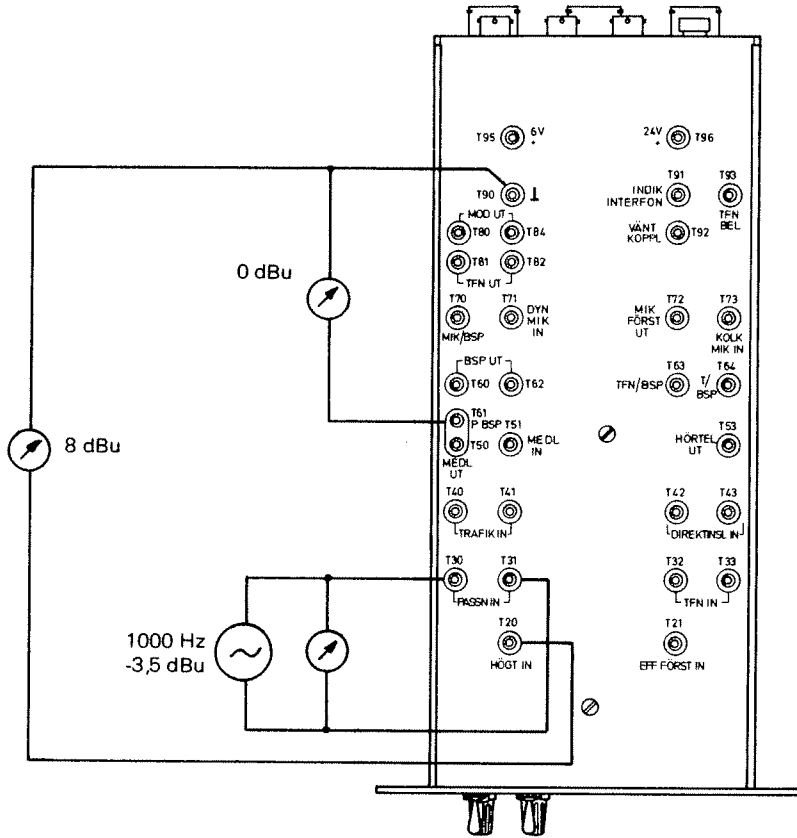 T95 6V
24V T96
T90
T91
T93
INDIK
INTERFON
TFN
BEL
MOD UT
T80 T84
VÄNT
KOPPL
T92
T81 T82
TFN UT
0 dBu
T70 T71
DYN
MIK
IN
MIK/BSP
T72
MIK
FÖRST
UT
T73
KOLK
MIK IN
BSP UT
T60 T62
T63
TFN/BSP
T64
T/
BSP
T61
P BSP
T51
T50
MEDL
IN
MEDL
UT
T53
HÖRTEL
UT
8 dBu
T40 T41
TRAFIK IN
T42 T43
DIREKTINSL IN
T30 T31
PASSN IN
T32 T33
TFN IN
1000 Hz
-3,5 dBu
T20
HÖGT IN
T21
EFF FÖRST IN